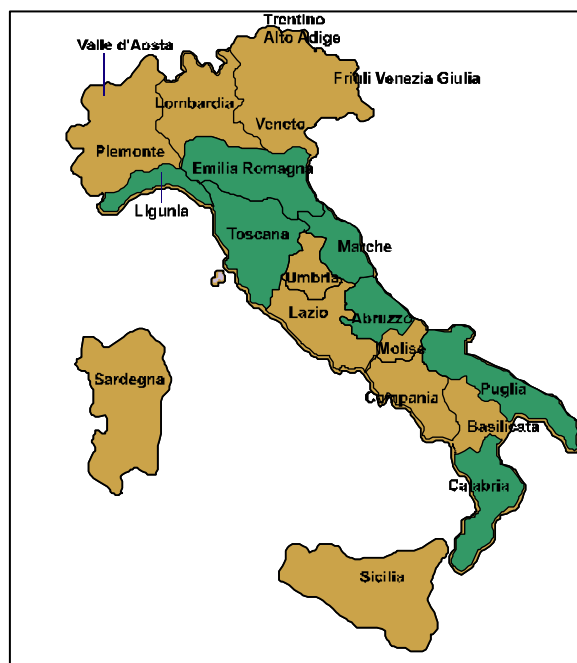 Trentino
Alto Adige
Valle d'Aosta
Friuli Venezia Giulia
Lombardia
Veneto
Piemonte
Emilia Romagna
Ligunia
Toscana
Marche
Umbria
Lazio
Abruzzo
Molise
Sardegna
Puglia
Campania
Basilicata
Calabria
Sicilia